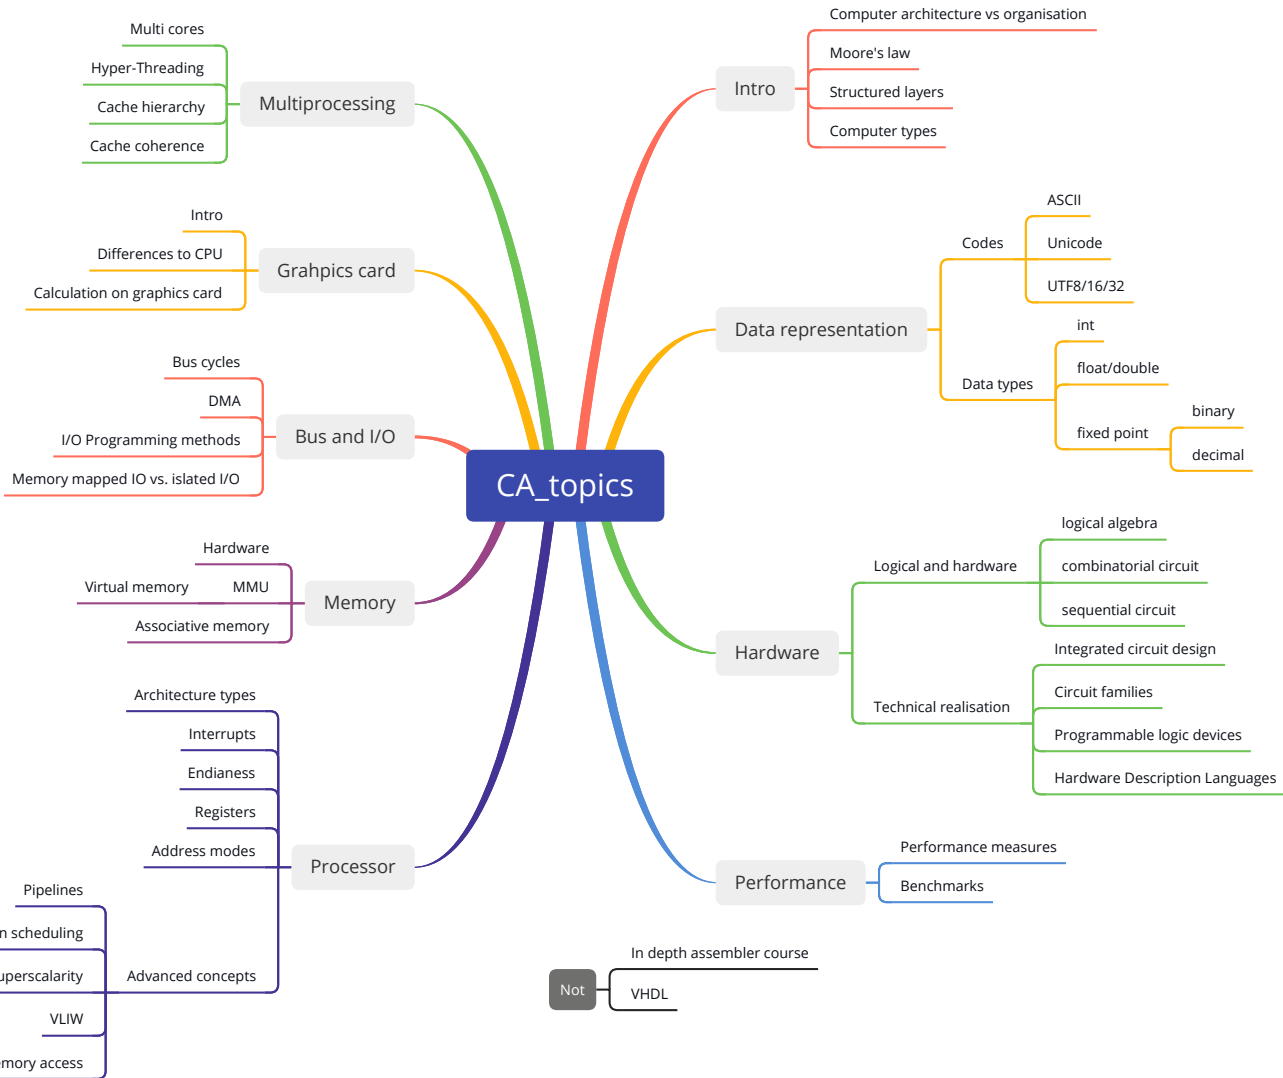 CA_topics
Intro
Computer architecture vs organisation
Moore's law
Structured layers
Computer types
Data representation
Codes
ASCII
Unicode
UTF8/16/32
Data types
int
float/double
fixed point
binary
decimal
Hardware
Logical and hardware
logical algebra
combinatorial circuit
sequential circuit
Technical realisation
Integrated circuit design
Circuit families
Programmable logic devices
Hardware Description Languages
Performance
Performance measures
Benchmarks
Multiprocessing
Multi cores
Hyper-Threading
Cache hierarchy
Cache coherence
Grahpics card
Intro
Differences to CPU
Calculation on graphics card
Bus and I/O
Bus cycles
DMA
I/O Programming methods
Memory mapped IO vs. islated I/O
Memory
Hardware
MMU
Virtual memory
Associative memory
Processor
Architecture types
Interrupts
Endianess
Registers
Address modes
Advanced concepts
Pipelines
scheduling
VLIW
access
Not
In depth assembler course
VHDL